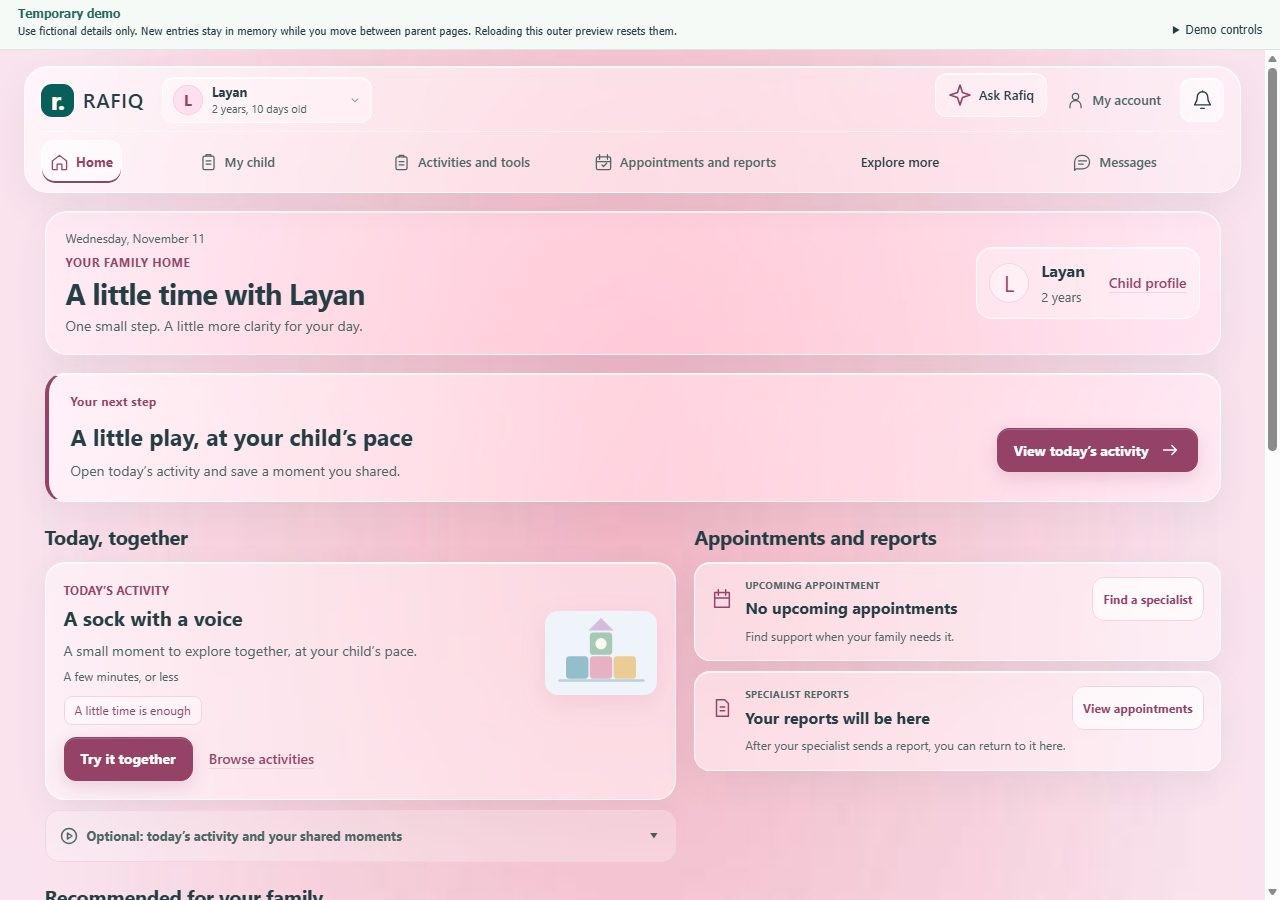 Temporary demo
Use fictional details only. New entries stay in memory while you move between parent pages. Reloading this outer preview resets them.
▶ Demo controls
r. RAFIQ
L
Layan
2 years, 10 days old
Ask Rafiq
My account
Home
My child
Activities and tools
Appointments and reports
Explore more
Messages
Wednesday, November 11
YOUR FAMILY HOME
A little time with Layan
One small step. A little more clarity for your day.
L
Layan
2 years
Child profile
Your next step
A little play, at your child’s pace
Open today’s activity and save a moment you shared.
View today’s activity
Today, together
TODAY’S ACTIVITY
A sock with a voice
A small moment to explore together, at your child’s pace.
A few minutes, or less
A little time is enough
Try it together
Browse activities
Optional: today’s activity and your shared moments
Appointments and reports
UPCOMING APPOINTMENT
No upcoming appointments
Find support when your family needs it.
Find a specialist
SPECIALIST REPORTS
Your reports will be here
After your specialist sends a report, you can return to it here.
View appointments
Recommended for your family